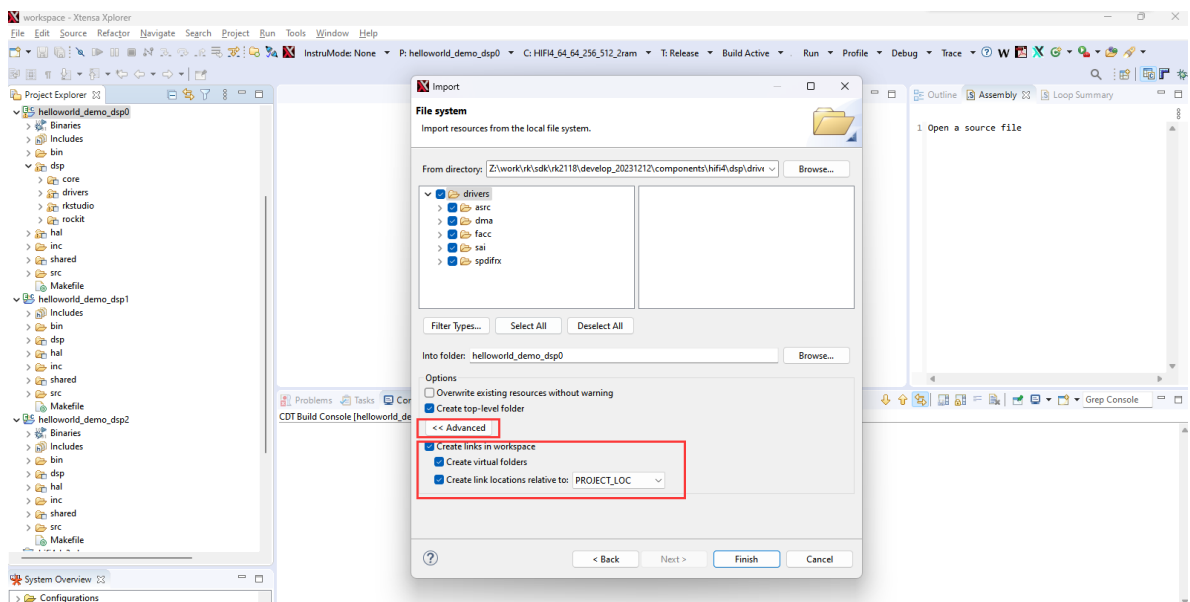 workspace - Xtensa Xplorer
File Edit Source Refactor Navigate Search Project Run Tools Window Help
InstruMode: None P: helloworld_demo_dsp0 C: HIFI4_64_64_256_512_2ram T: Release Build Active Run Profile Debug Trace
Project Explorer
helloworld_demo_dsp0
Binaries
Includes
bin
dsp
core
drivers
rkstudio
rockit
hal
inc
shared
src
Makefile
helloworld_demo_dsp1
Includes
bin
dsp
hal
inc
shared
src
Makefile
helloworld_demo_dsp2
Binaries
Includes
bin
dsp
hal
inc
shared
src
Makefile
System Overview
Configurations
Import
File system
Import resources from the local file system.
From directory: Z:\work\rk\sdk\rk2118\develop_20231212\components\hifi4\dsp\drive Browse...
drivers
asrc
dma
facc
sai
spdifrx
Filter Types... Select All Deselect All
Into folder: helloworld_demo_dsp0 Browse...
Options
Overwrite existing resources without warning
Create top-level folder
<< Advanced
Create links in workspace
Create virtual folders
Create link locations relative to: PROJECT_LOC
< Back Next > Finish Cancel
Outline Assembly Loop Summary
1 Open a source file
Problems Tasks Cor
CDT Build Console [helloworld_de
Grep Console